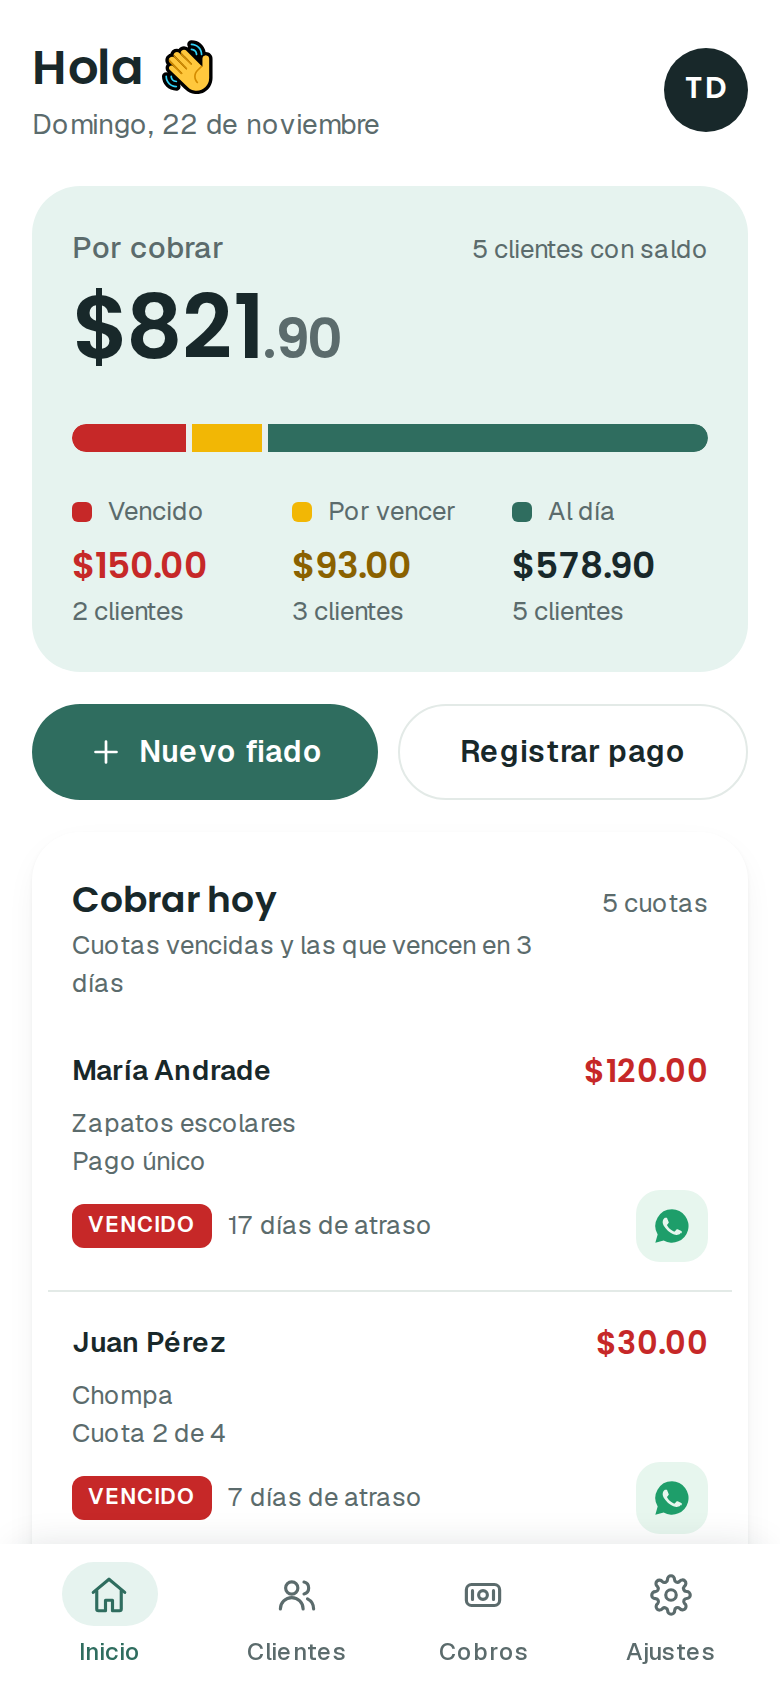 Hola 👋
Domingo, 22 de noviembre
TD
Por cobrar
5 clientes con saldo
$821.90
Vencido
$150.00
2 clientes
Por vencer
$93.00
3 clientes
Al día
$578.90
5 clientes
Nuevo fiado
Registrar pago
Cobrar hoy
5 cuotas
Cuotas vencidas y las que vencen en 3
días
María Andrade
$120.00
Zapatos escolares
Pago único
VENCIDO
17 días de atraso
Juan Pérez
$30.00
Chompa
Cuota 2 de 4
VENCIDO
7 días de atraso
Inicio
Clientes
Cobros
Ajustes